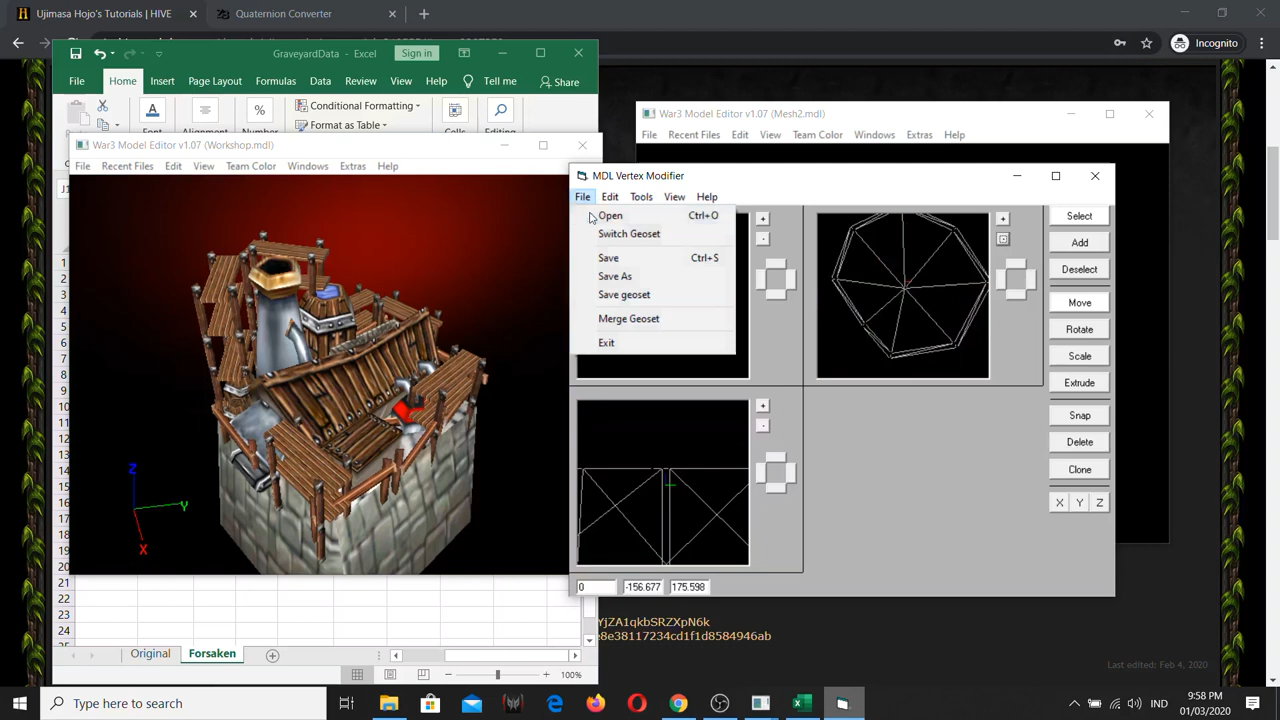 Ujimasa Hojo's Tutorials | HIVE
Quaternion Converter
Incognito
GraveyardData - Excel
Sign in
File Home Insert Page Layout Formulas Data Review View Help Tell me Share
Conditional Formatting
Format as Table
War3 Model Editor v1.07 (Workshop.mdl)
File Recent Files Edit View Team Color Windows Extras Help
Z
Y
X
21
22
23
24
Original Forsaken
100%
War3 Model Editor v1.07 (Mesh2.mdl)
File Recent Files Edit View Team Color Windows Extras Help
MDL Vertex Modifier
File Edit Tools View Help
Open Ctrl+O
Switch Geoset
Save Ctrl+S
Save As
Save geoset
Merge Geoset
Exit
Select
Add
Deselect
Move
Rotate
Scale
Extrude
Snap
Delete
Clone
X Y Z
0 -156.677 175.598
YjZA1qkbSRZXpN6k
e8e38117234cd1f1d8584946ab
Last edited: Feb 4, 2020
Type here to search
IND
9:58 PM
01/03/2020